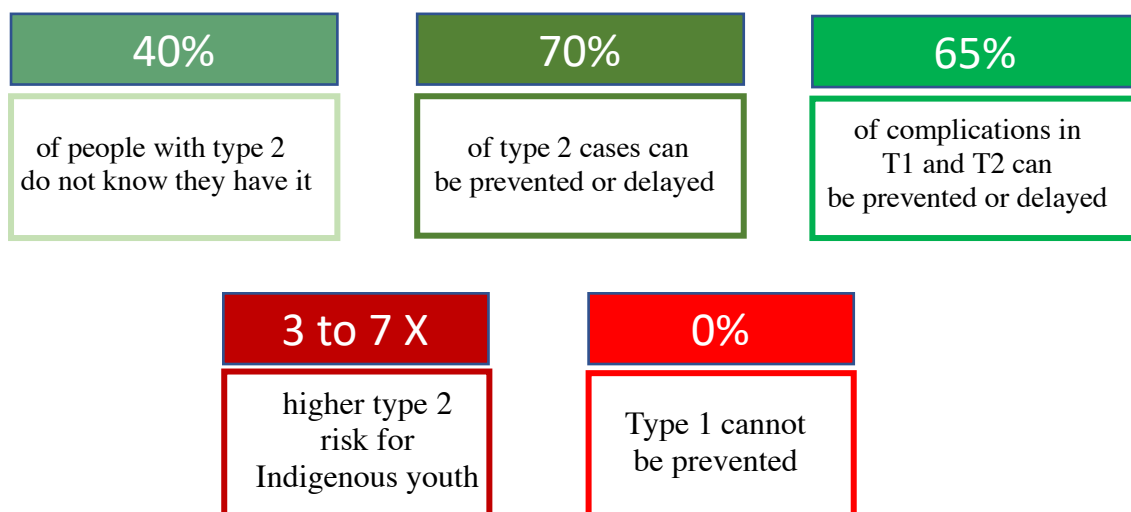 40%
of people with type 2
do not know they have it
70%
of type 2 cases can
be prevented or delayed
65%
of complications in
T1 and T2 can
be prevented or delayed
3 to 7 X
higher type 2
risk for
Indigenous youth
0%
Type 1 cannot
be prevented